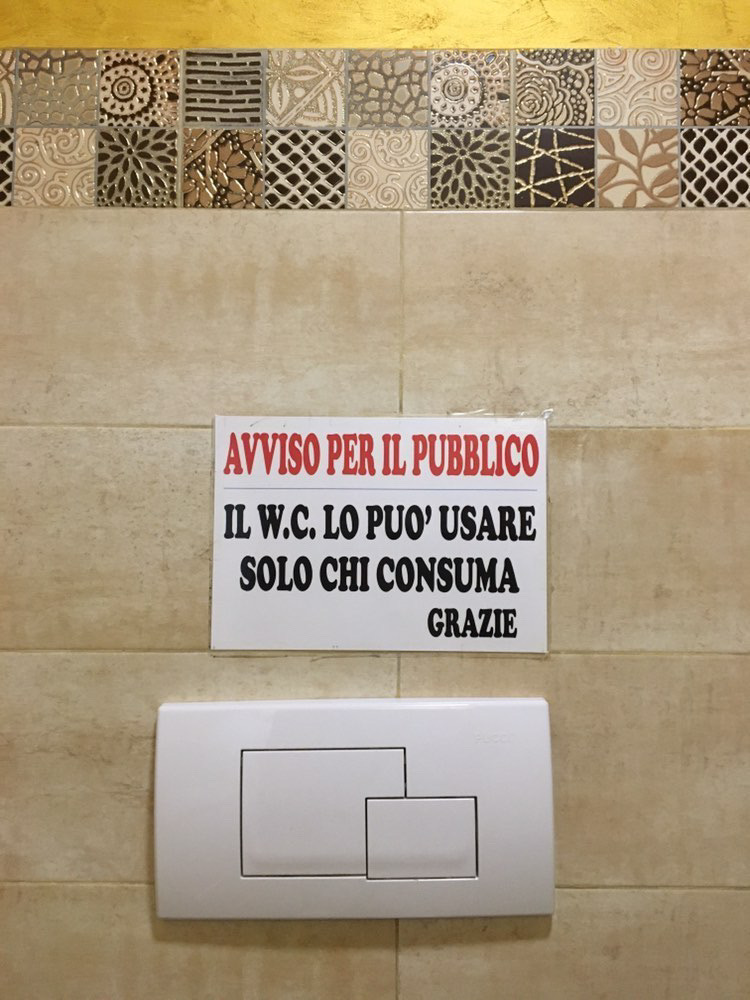 AVVISO PER IL PUBBLICO
IL W.C. LO PUO' USARE
SOLO CHI CONSUMA
GRAZIE